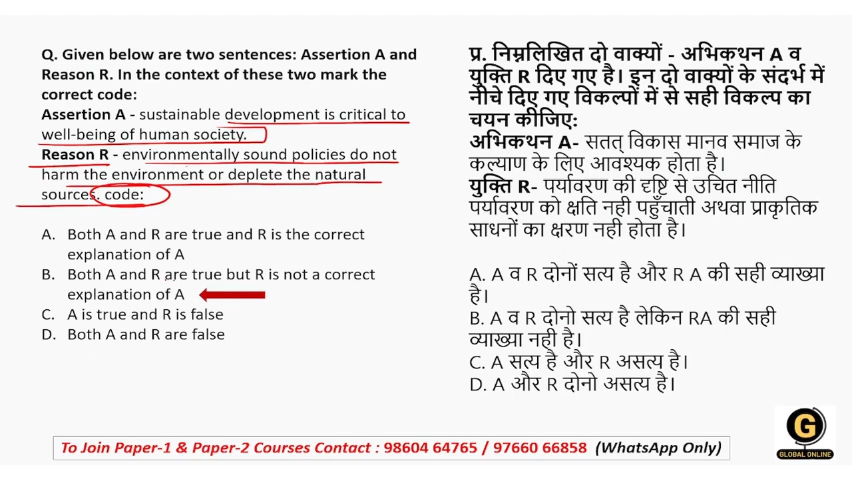 Q. Given below are two sentences: Assertion A and
Reason R. In the context of these two mark the
correct code:
Assertion A - sustainable development is critical to
well-being of human society.
Reason R - environmentally sound policies do not
harm the environment or deplete the natural
sources. code:
A. Both A and R are true and R is the correct
explanation of A
B. Both A and R are true but R is not a correct
explanation of A
C. A is true and R is false
D. Both A and R are false
प्र. निम्नलिखित दो वाक्यों - अभिकथन A व
युक्ति R दिए गए है। इन दो वाक्यों के संदर्भ में
नीचे दिए गए विकल्पों में से सही विकल्प का
चयन कीजिए:
अभिकथन A- सतत् विकास मानव समाज के
कल्याण के लिए आवश्यक होता है।
युक्ति R- पर्यावरण की दृष्टि से उचित नीति
पर्यावरण को क्षति नही पहुँचाती अथवा प्राकृतिक
साधनों का क्षरण नही होता है।
A. A व R दोनों सत्य है और R A की सही व्याख्या
है।
B. A व R दोनो सत्य है लेकिन RA की सही
व्याख्या नही है।
C. A सत्य है और R असत्य है।
D. A और R दोनो असत्य है।
To Join Paper-1 & Paper-2 Courses Contact : 98604 64765 / 97660 66858 (WhatsApp Only)
G
GLOBAL ONLINE